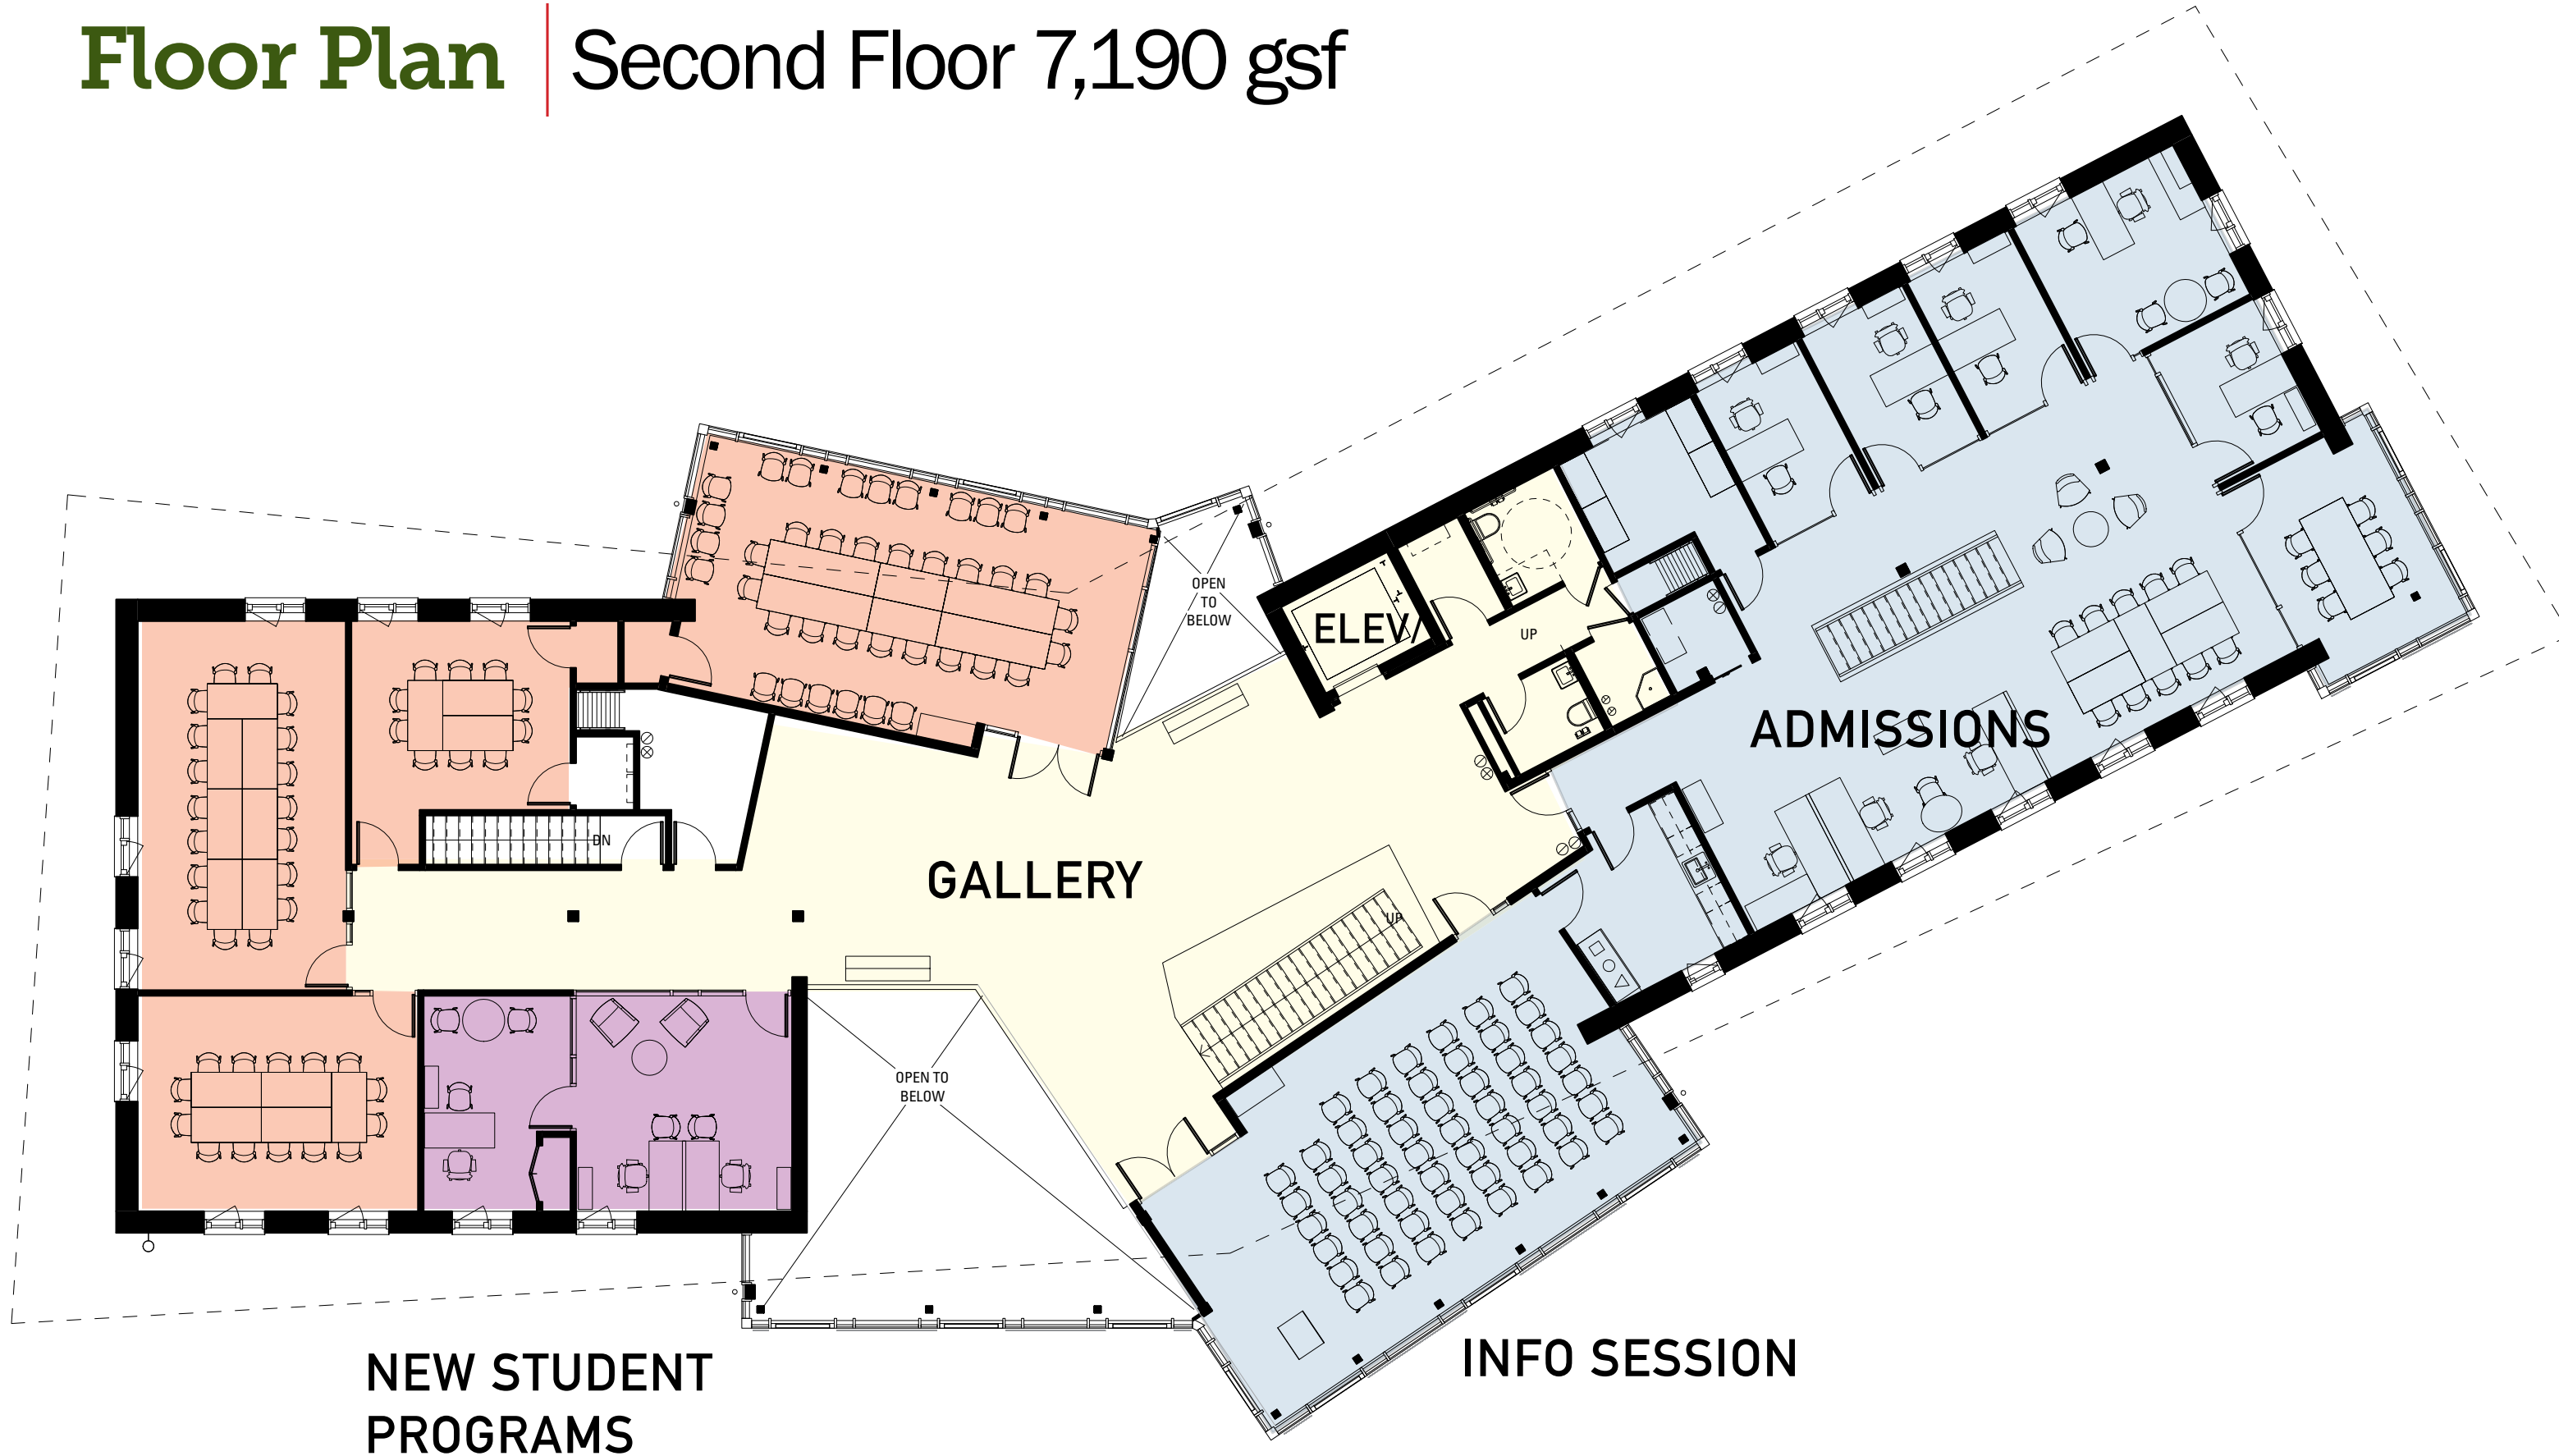 Floor Plan | Second Floor 7,190 gsf
OPEN
TO
BELOW
ELEV
UP
ADMISSIONS
DN
GALLERY
UP
OPEN TO
BELOW
INFO SESSION
NEW STUDENT
PROGRAMS